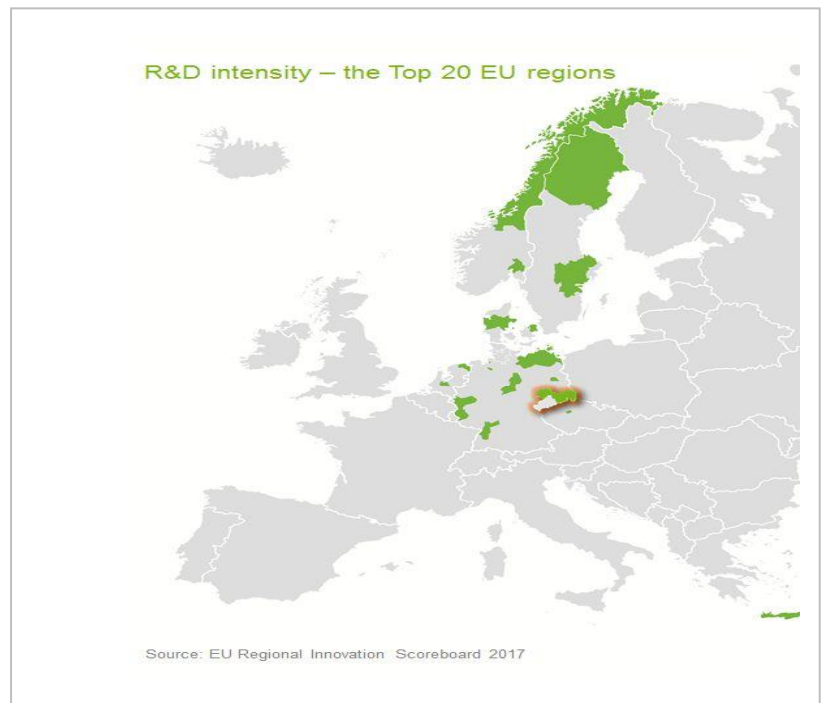 R&D intensity – the Top 20 EU regions
Source: EU Regional Innovation Scoreboard 2017